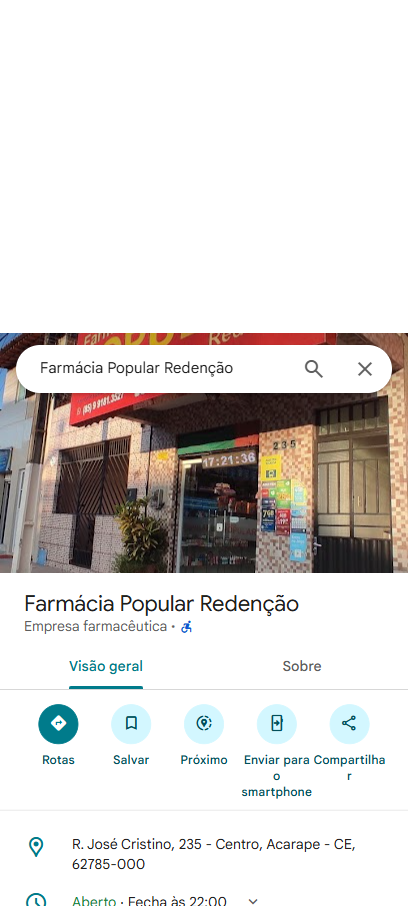 Farmácia Popular Redenção
17:21:36
235
Farmácia Popular Redenção
Empresa farmacêutica ·
Visão geral
Sobre
Rotas
Salvar
Próximo
Enviar para
o
smartphone
Compartilha
r
R. José Cristino, 235 - Centro, Acarape - CE,
62785-000
Aberto · Fecha às 22:00